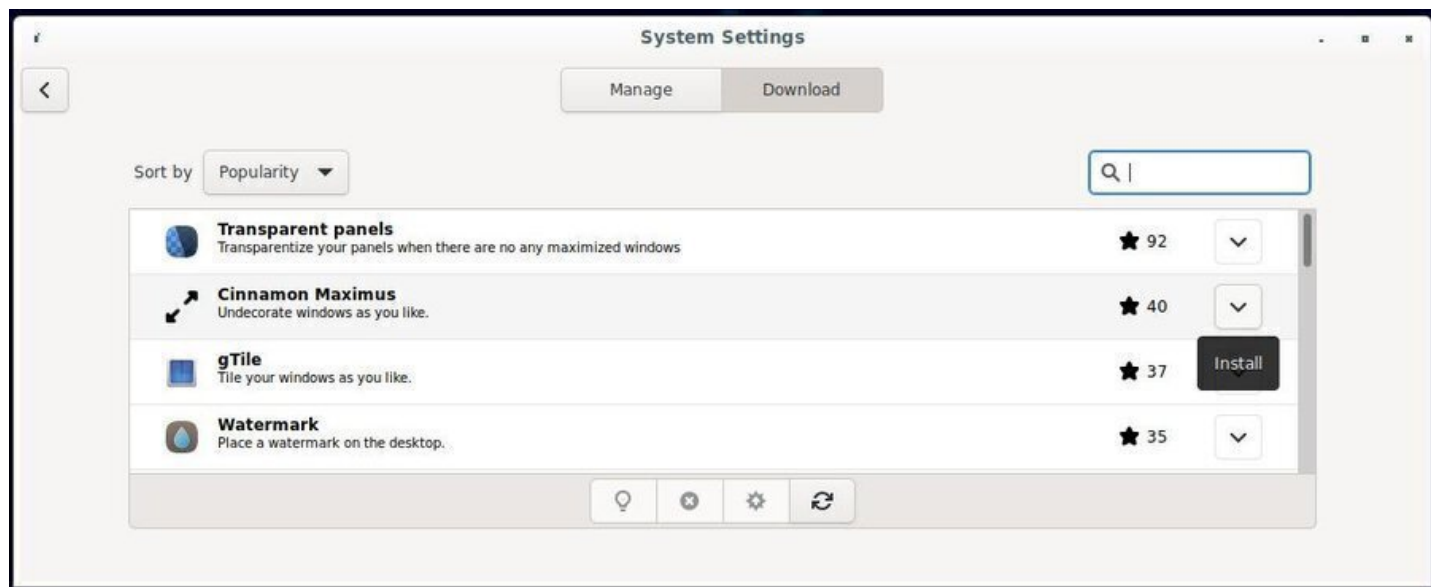 System Settings
Manage Download
Sort by Popularity
Transparent panels
Transparentize your panels when there are no any maximized windows
92
Cinnamon Maximus
Undecorate windows as you like.
40
gTile
Tile your windows as you like.
37
Install
Watermark
Place a watermark on the desktop.
35